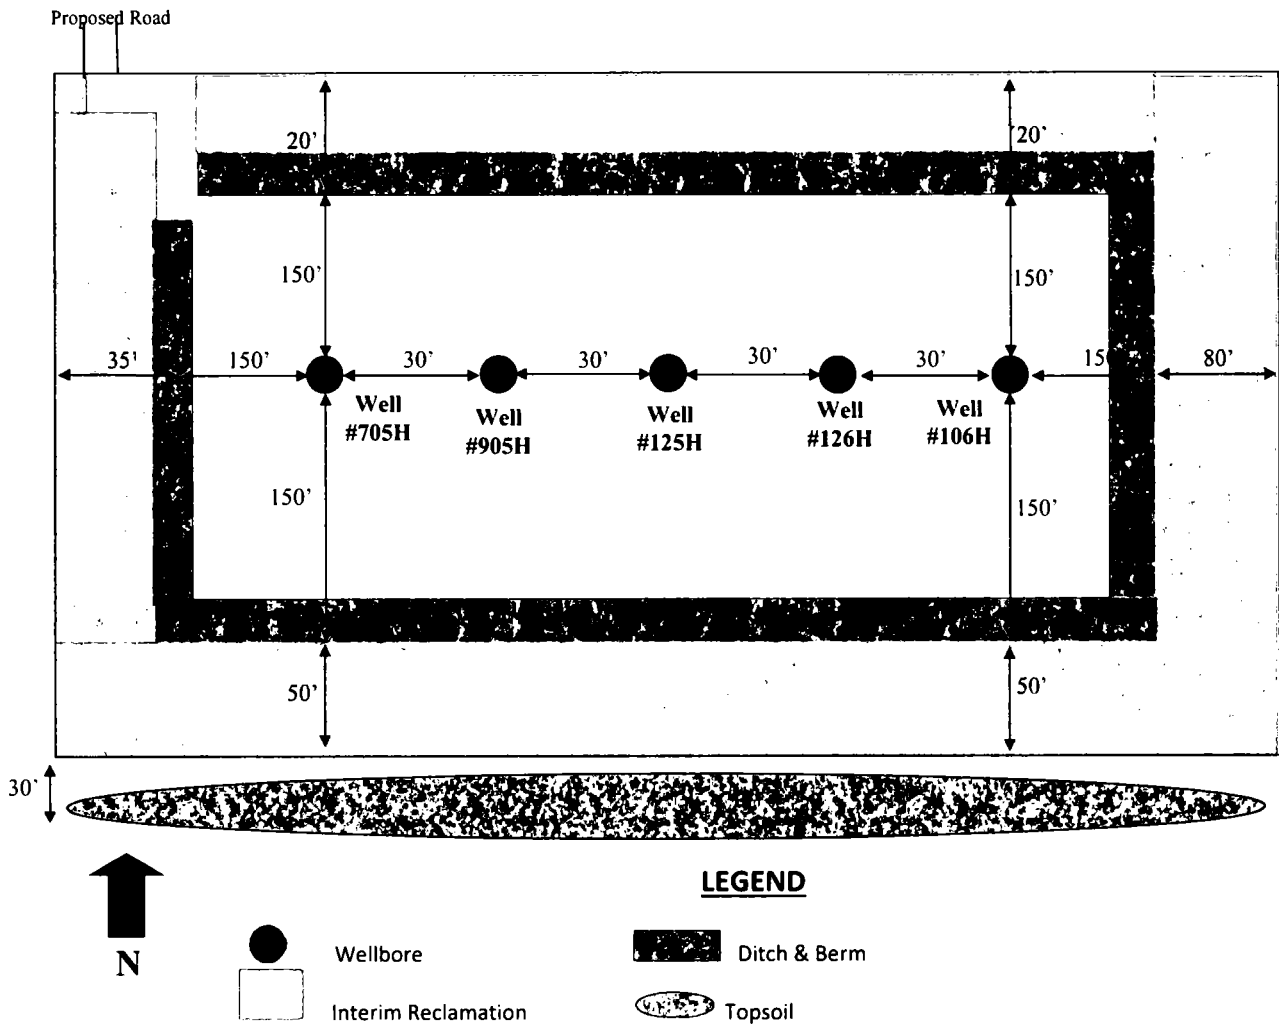 Proposed Road
20'
20'
150'
150'
35'
150'
30'
30'
30'
30'
80'
Well
#705H
Well
#905H
Well
#125H
Well
#126H
Well
#106H
150'
150'
50'
50'
30'
LEGEND
N
Wellbore
Ditch & Berm
Interim Reclamation
Topsoil